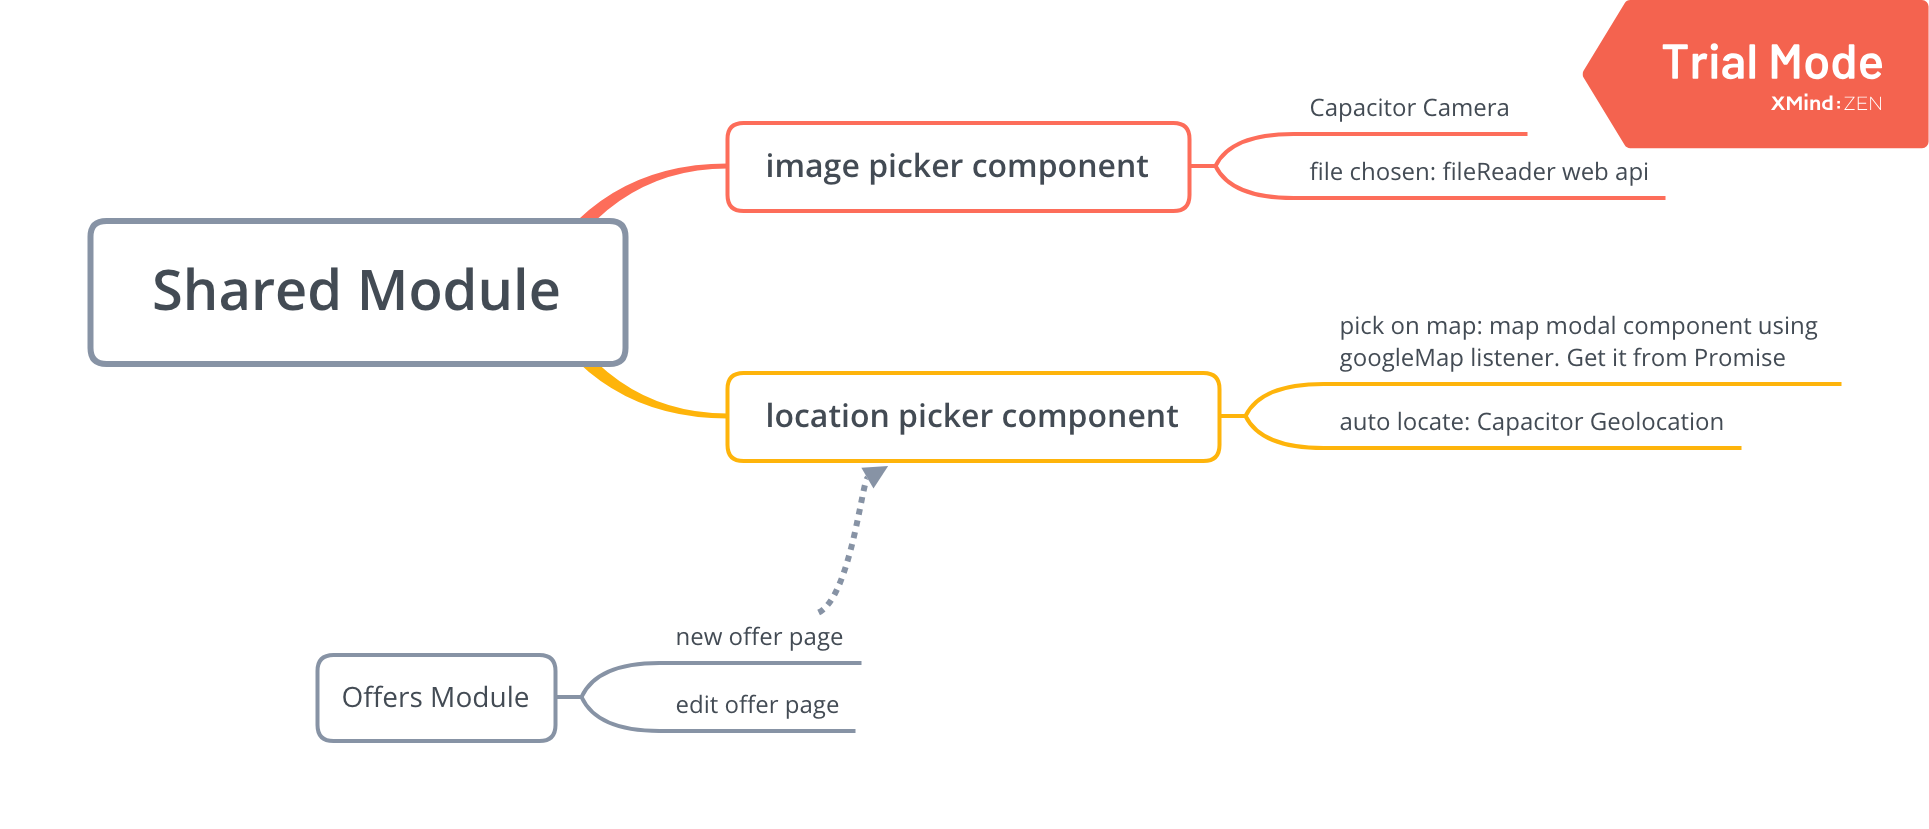 Trial Mode
XMind:ZEN
Capacitor Camera
image picker component
file chosen: fileReader web api
Shared Module
pick on map: map modal component using
googleMap listener. Get it from Promise
location picker component
auto locate: Capacitor Geolocation
new offer page
Offers Module
edit offer page